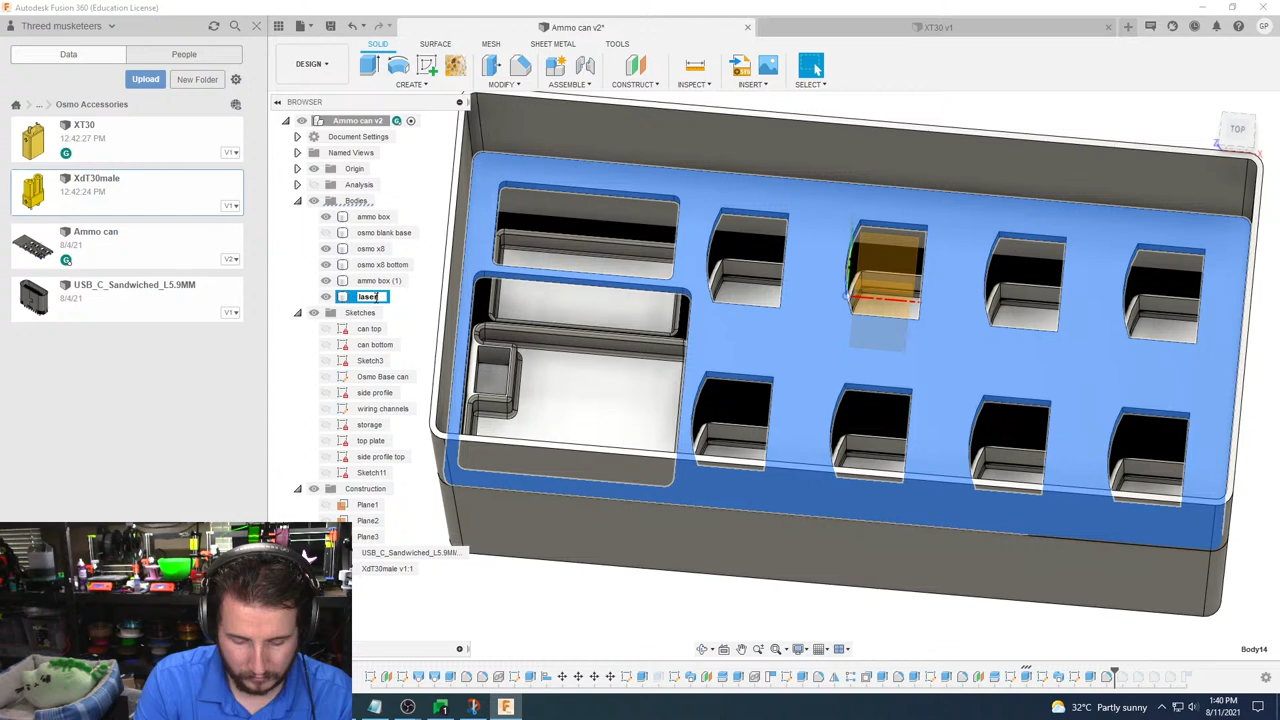 Autodesk Fusion 360 (Education License)
Threed musketeers
Ammo can v2*
XT30 v1
GP
Data
People
Upload
New Folder
... Osmo Accessories
XT30
12:42:27 PM
V1
XdT30male
12:42:24 PM
V1
Ammo can
8/4/21
V2
USB_C_Sandwiched_L5.9MM
8/4/21
V1
DESIGN
SOLID
SURFACE
MESH
SHEET METAL
TOOLS
CREATE
MODIFY
ASSEMBLE
CONSTRUCT
INSPECT
INSERT
SELECT
BROWSER
Ammo can v2
Document Settings
Named Views
Origin
Analysis
Bodies
ammo box
osmo blank base
osmo x8
osmo x8 bottom
ammo box (1)
laser
Sketches
can top
can bottom
Sketch3
Osmo Base can
side profile
wiring channels
storage
top plate
side profile top
Sketch11
Construction
Plane1
Plane2
Plane3
USB_C_Sandwiched_L5.9M/...
XdT30male v1:1
TOP
Body14
32°C Partly sunny
1:40 PM
8/11/2021